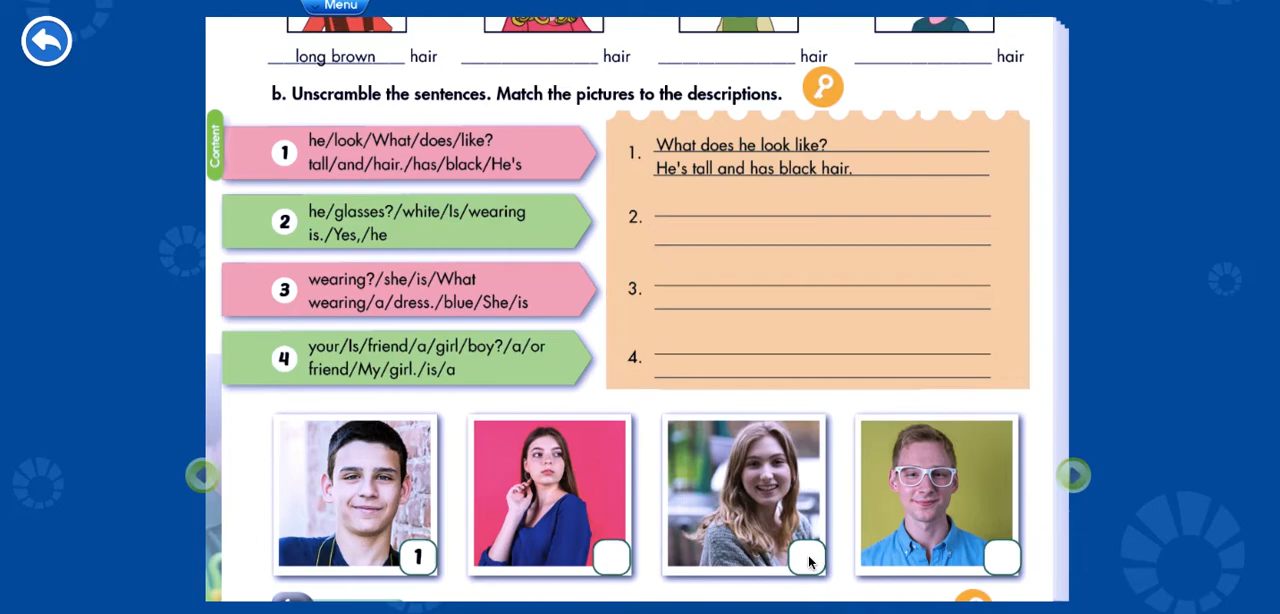 Menu
long brown hair
hair
hair
hair
b. Unscramble the sentences. Match the pictures to the descriptions.
Content
1
he/look/What/does/like?
tall/and/hair./has/black/He's
2
he/glasses?/white/Is/wearing
is./Yes,/he
3
wearing?/she/is/What
wearing/a/dress./blue/She/is
4
your/Is/friend/a/girl/boy?/a/or
friend/My/girl./is/a
1. What does he look like?
He's tall and has black hair.
2.
3.
4.
1